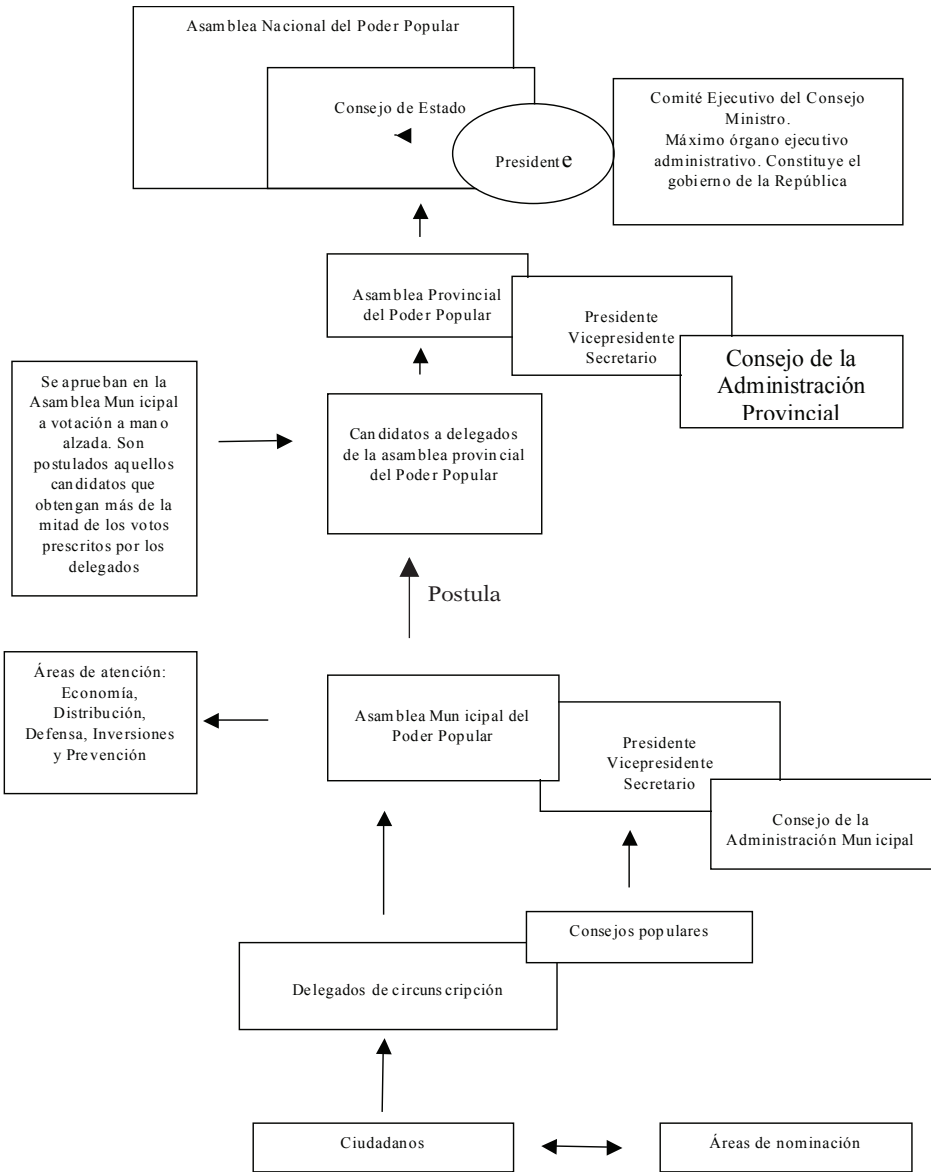 Asamblea Nacional del Poder Popular
Consejo de Estado
Presidente
Comité Ejecutivo del Consejo
Ministro.
Máximo órgano ejecutivo
administrativo. Constituye el
gobierno de la República
Asamblea Provincial
del Poder Popular
Presidente
Vicepresidente
Secretario
Consejo de la
Administración
Provincial
Se aprueban en la
Asamblea Municipal
a votación a mano
alzada. Son
postulados aquellos
candidatos que
obtengan más de la
mitad de los votos
prescritos por los
delegados
Candidatos a delegados
de la asamblea provincial
del Poder Popular
Postula
Áreas de atención:
Economía,
Distribución,
Defensa, Inversiones
y Prevención
Asamblea Municipal del
Poder Popular
Presidente
Vicepresidente
Secretario
Consejo de la
Administración Municipal
Consejos populares
Delegados de circunscripción
Ciudadanos
Áreas de nominación